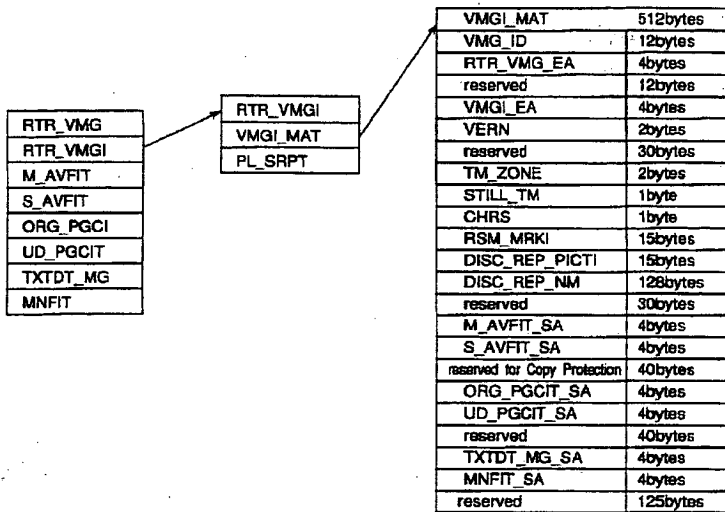 RTR_VMG
RTR_VMGI
M_AVFIT
S_AVFIT
ORG_PGCI
UD_PGCIT
TXTDT_MG
MNFIT
RTR_VMGI
VMGI_MAT
PL_SRPT
VMGI_MAT 512bytes
VMG_ID 12bytes
RTR_VMG_EA 4bytes
reserved 12bytes
VMGI_EA 4bytes
VERN 2bytes
reserved 30bytes
TM_ZONE 2bytes
STILL_TM 1byte
CHRS 1byte
RSM_MRKI 15bytes
DISC_REP_PICTI 15bytes
DISC_REP_NM 128bytes
reserved 30bytes
M_AVFIT_SA 4bytes
S_AVFIT_SA 4bytes
reserved for Copy Protection 40bytes
ORG_PGCIT_SA 4bytes
UD_PGCIT_SA 4bytes
reserved 40bytes
TXTDT_MG_SA 4bytes
MNFIT_SA 4bytes
reserved 125bytes